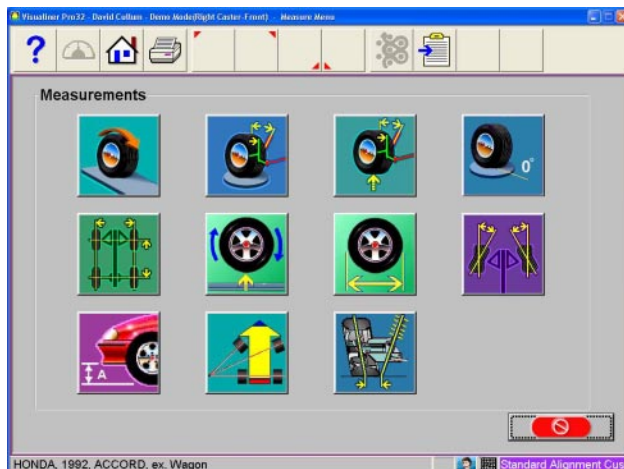 Visualiner Pro32 - David Collum - Demo Mode(Right Caster-Front) - Measure Menu
?
Measurements
0°
A
HONDA, 1992, ACCORD, ex. Wagon
Standard Alignment Cus